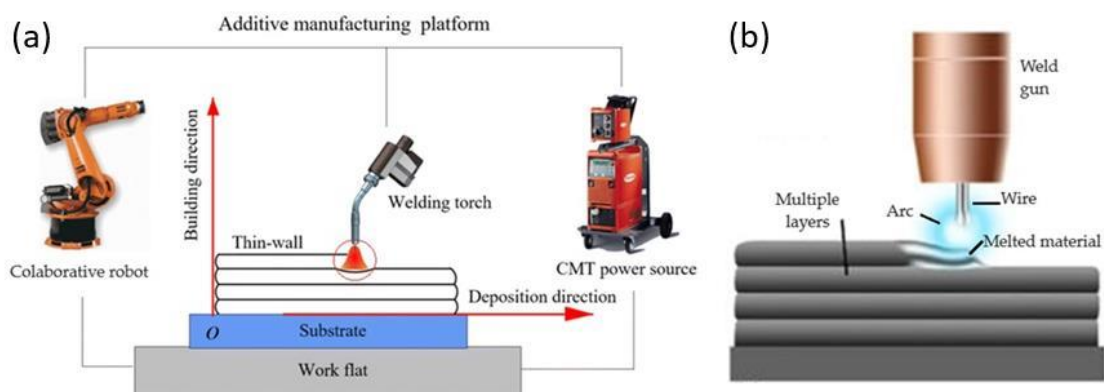 (a)
Additive manufacturing platform
Building direction
Welding torch
Thin-wall
Colaborative robot
CMT power source
Deposition direction
O
Substrate
Work flat
(b)
Weld
gun
Wire
Arc
Multiple
layers
Melted material